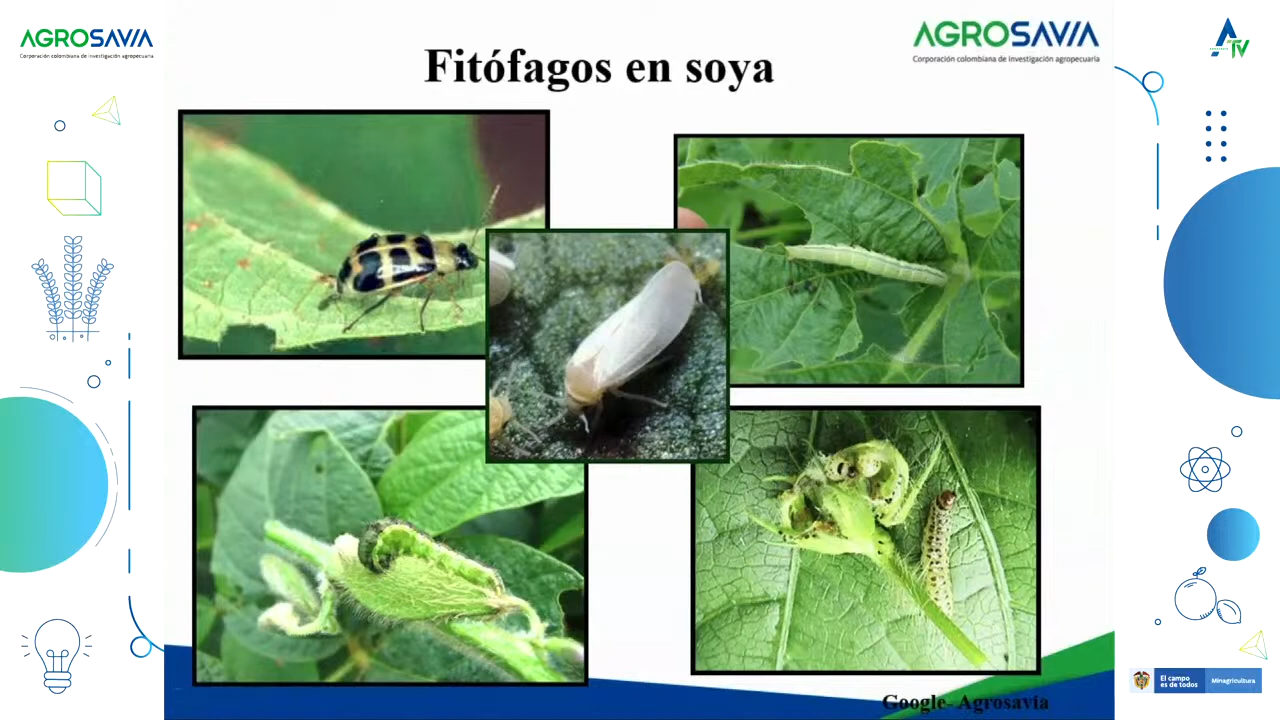 AGROSAVIA
Corporación colombiana de investigación agropecuaria
Fitófagos en soya
AGROSAVIA
Corporación colombiana de investigación agropecuaria
TV
Google- Agrosavia
El campo
es de todos
Minagricultura